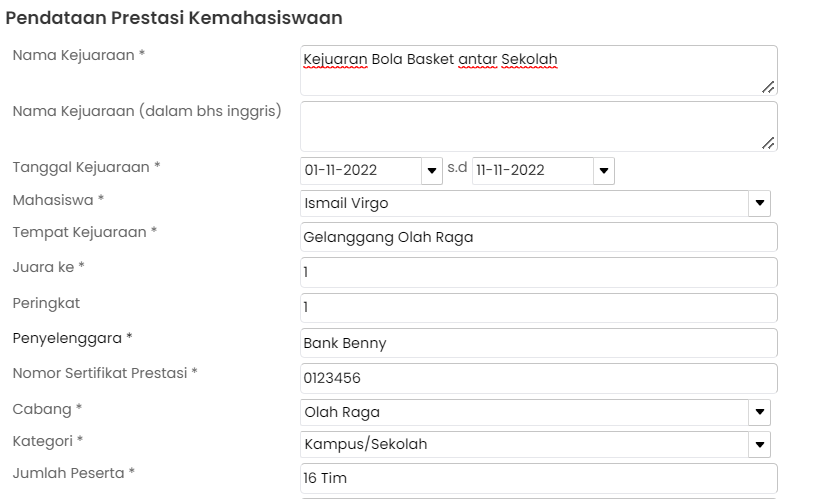 Pendataan Prestasi Kemahasiswaan
Nama Kejuaraan * Kejuaran Bola Basket antar Sekolah
Nama Kejuaraan (dalam bhs inggris)
Tanggal Kejuaraan * 01-11-2022 s.d 11-11-2022
Mahasiswa * Ismail Virgo
Tempat Kejuaraan * Gelanggang Olah Raga
Juara ke * 1
Peringkat 1
Penyelenggara * Bank Benny
Nomor Sertifikat Prestasi * 0123456
Cabang * Olah Raga
Kategori * Kampus/Sekolah
Jumlah Peserta * 16 Tim